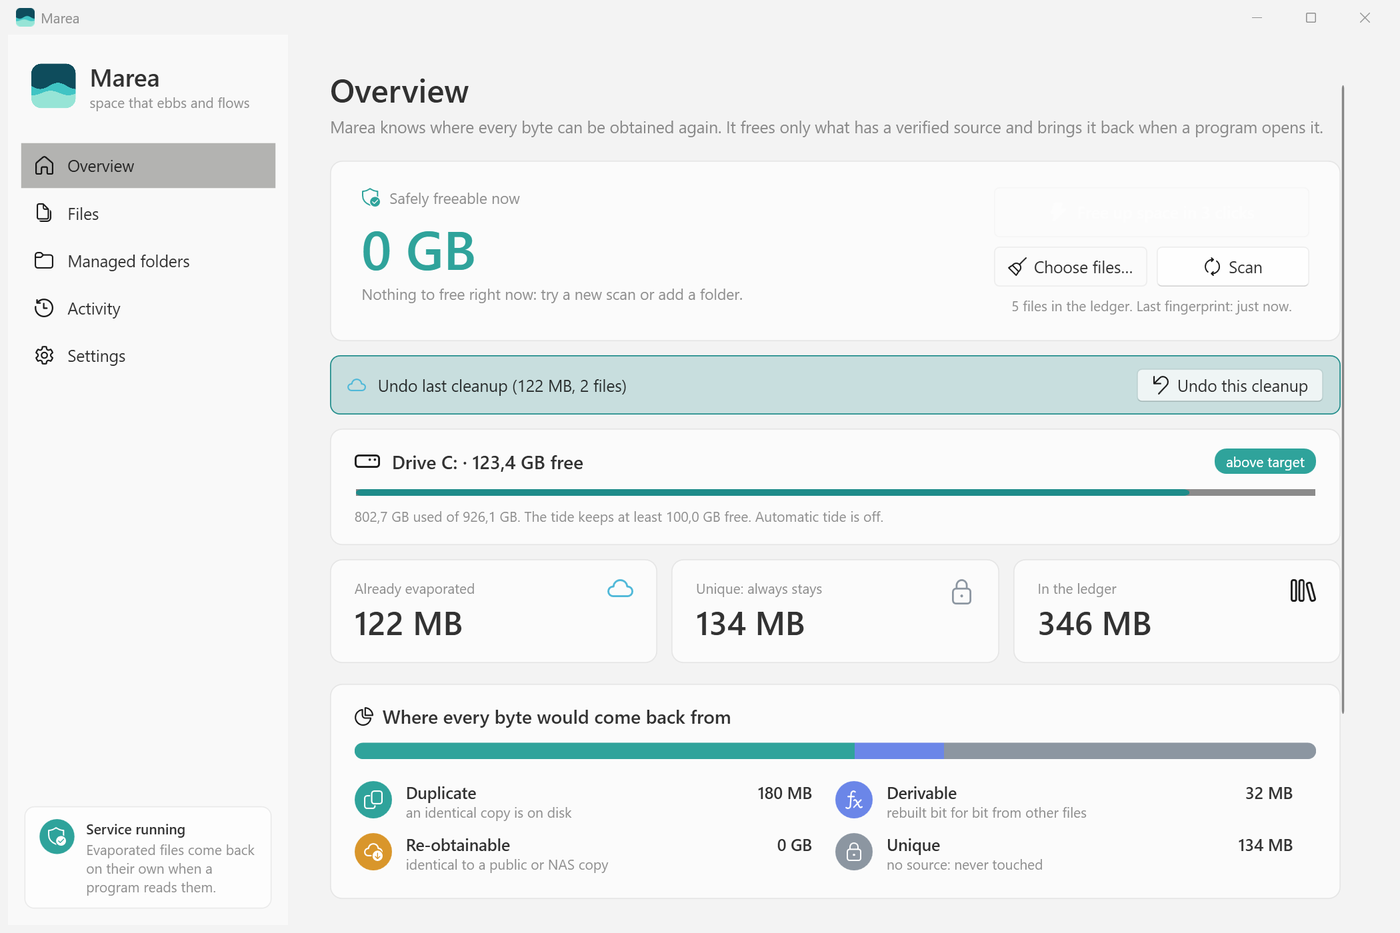 Marea
Marea
space that ebbs and flows
Overview
Files
Managed folders
Activity
Settings
Service running
Evaporated files come back
on their own when a
program reads them.
Overview
Marea knows where every byte can be obtained again. It frees only what has a verified source and brings it back when a program opens it.
Safely freeable now
0 GB
Nothing to free right now: try a new scan or add a folder.
Choose files...
Scan
5 files in the ledger. Last fingerprint: just now.
Undo last cleanup (122 MB, 2 files)
Undo this cleanup
Drive C: · 123,4 GB free
above target
802,7 GB used of 926,1 GB. The tide keeps at least 100,0 GB free. Automatic tide is off.
Already evaporated
122 MB
Unique: always stays
134 MB
In the ledger
346 MB
Where every byte would come back from
Duplicate
180 MB
an identical copy is on disk
Derivable
32 MB
rebuilt bit for bit from other files
Re-obtainable
0 GB
identical to a public or NAS copy
Unique
134 MB
no source: never touched